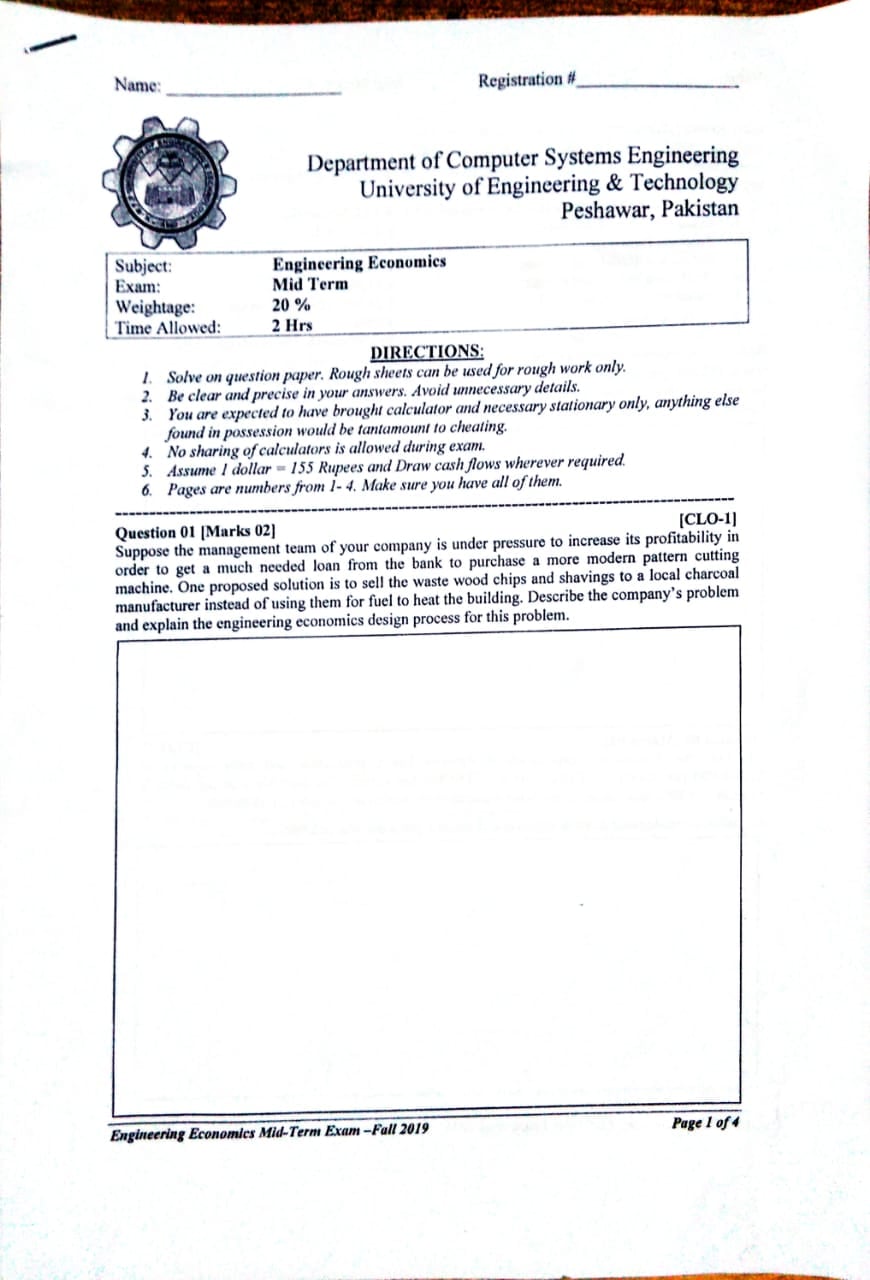 Name: ____________________ Registration #____________________
Department of Computer Systems Engineering
University of Engineering & Technology
Peshawar, Pakistan
Subject: Engineering Economics
Exam: Mid Term
Weightage: 20 %
Time Allowed: 2 Hrs
DIRECTIONS:
1. Solve on question paper. Rough sheets can be used for rough work only.
2. Be clear and precise in your answers. Avoid unnecessary details.
3. You are expected to have brought calculator and necessary stationary only, anything else
found in possession would be tantamount to cheating.
4. No sharing of calculators is allowed during exam.
5. Assume 1 dollar = 155 Rupees and Draw cash flows wherever required.
6. Pages are numbers from 1- 4. Make sure you have all of them.
Question 01 [Marks 02] [CLO-1]
Suppose the management team of your company is under pressure to increase its profitability in
order to get a much needed loan from the bank to purchase a more modern pattern cutting
machine. One proposed solution is to sell the waste wood chips and shavings to a local charcoal
manufacturer instead of using them for fuel to heat the building. Describe the company's problem
and explain the engineering economics design process for this problem.
Engineering Economics Mid-Term Exam –Fall 2019 Page 1 of 4